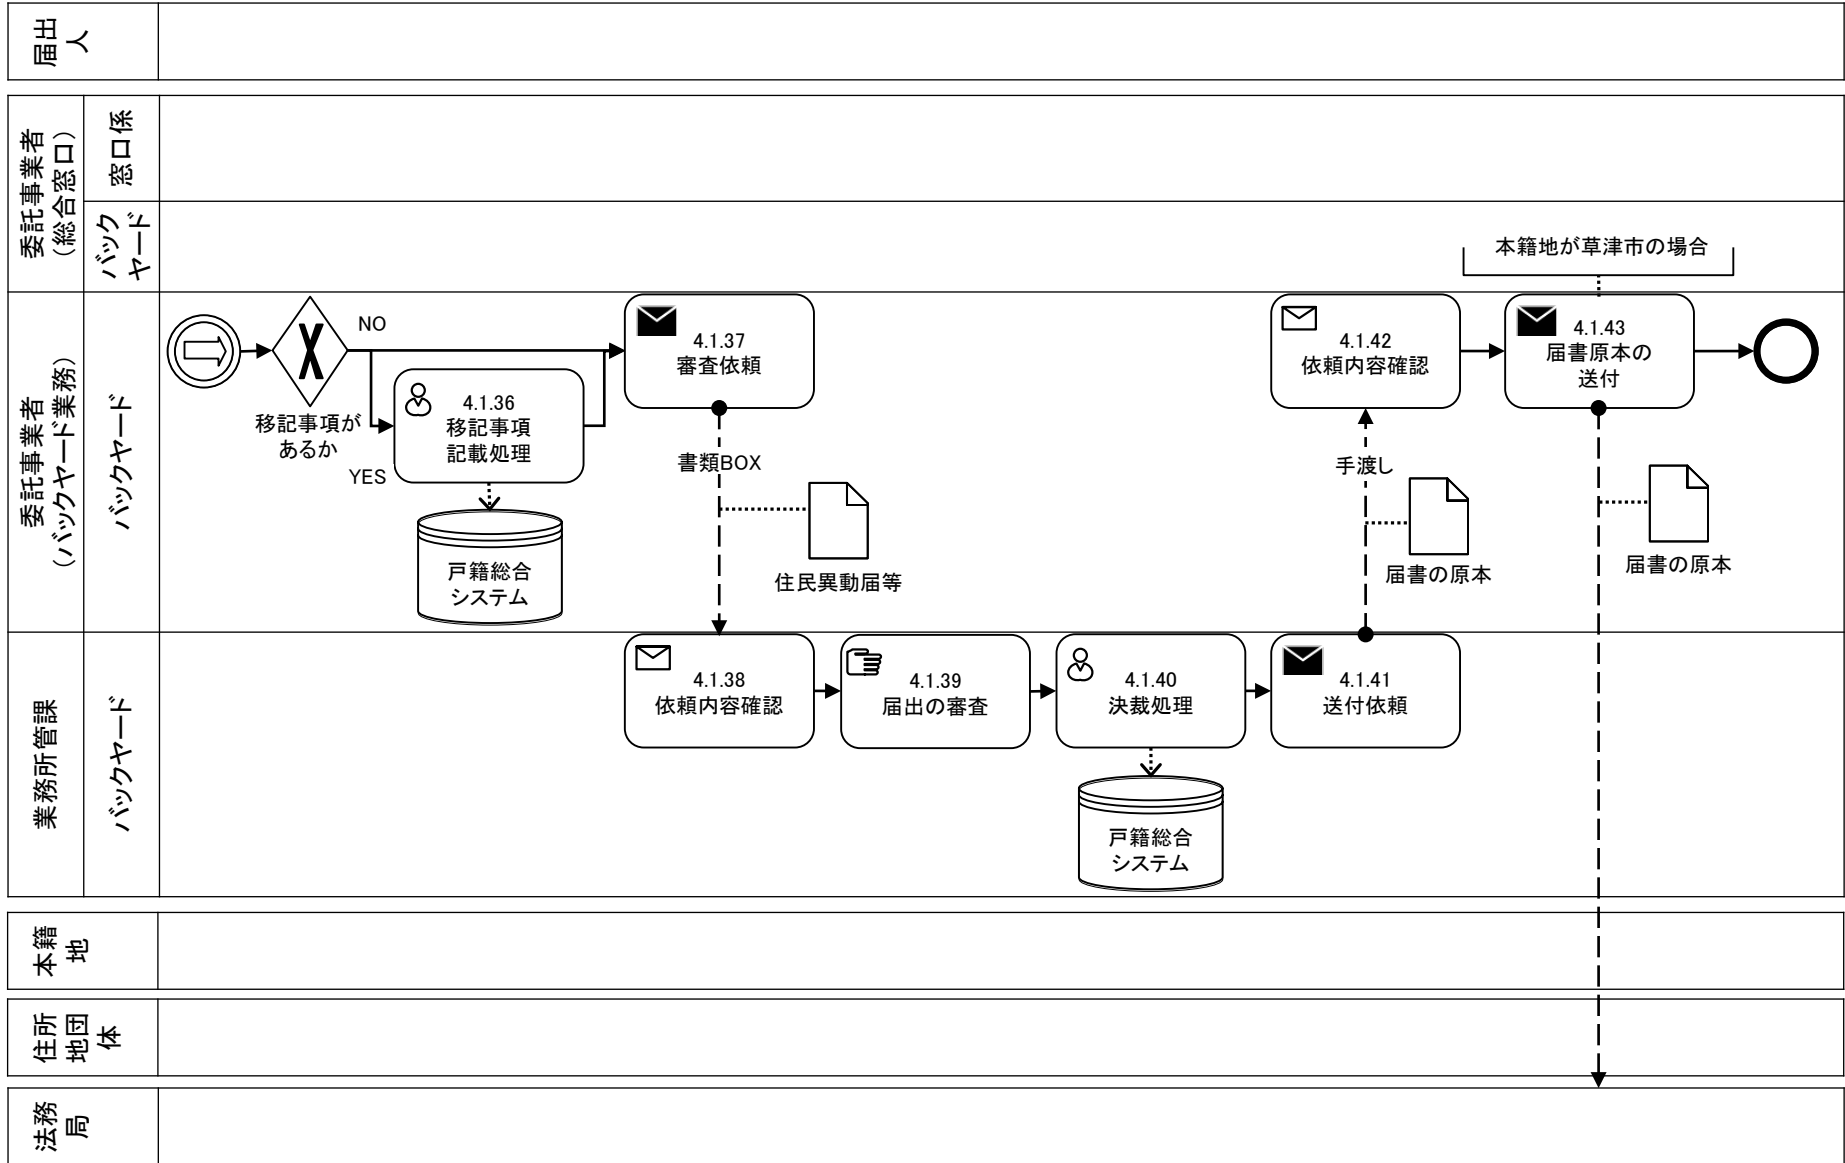 届出
人
委託事業者
（総合窓口）
窓口係
バック
ヤード
本籍地が草津市の場合
委託事業者
（バックヤード業務）
バックヤード
移記事項が
あるか
NO
YES
4.1.36
移記事項
記載処理
戸籍総合
システム
4.1.37
審査依頼
書類BOX
住民異動届等
4.1.42
依頼内容確認
手渡し
届書の原本
4.1.43
届書原本の
送付
届書の原本
業務所管課
バックヤード
4.1.38
依頼内容確認
4.1.39
届出の審査
4.1.40
決裁処理
戸籍総合
システム
4.1.41
送付依頼
本籍
地
住所
地団
体
法務
局